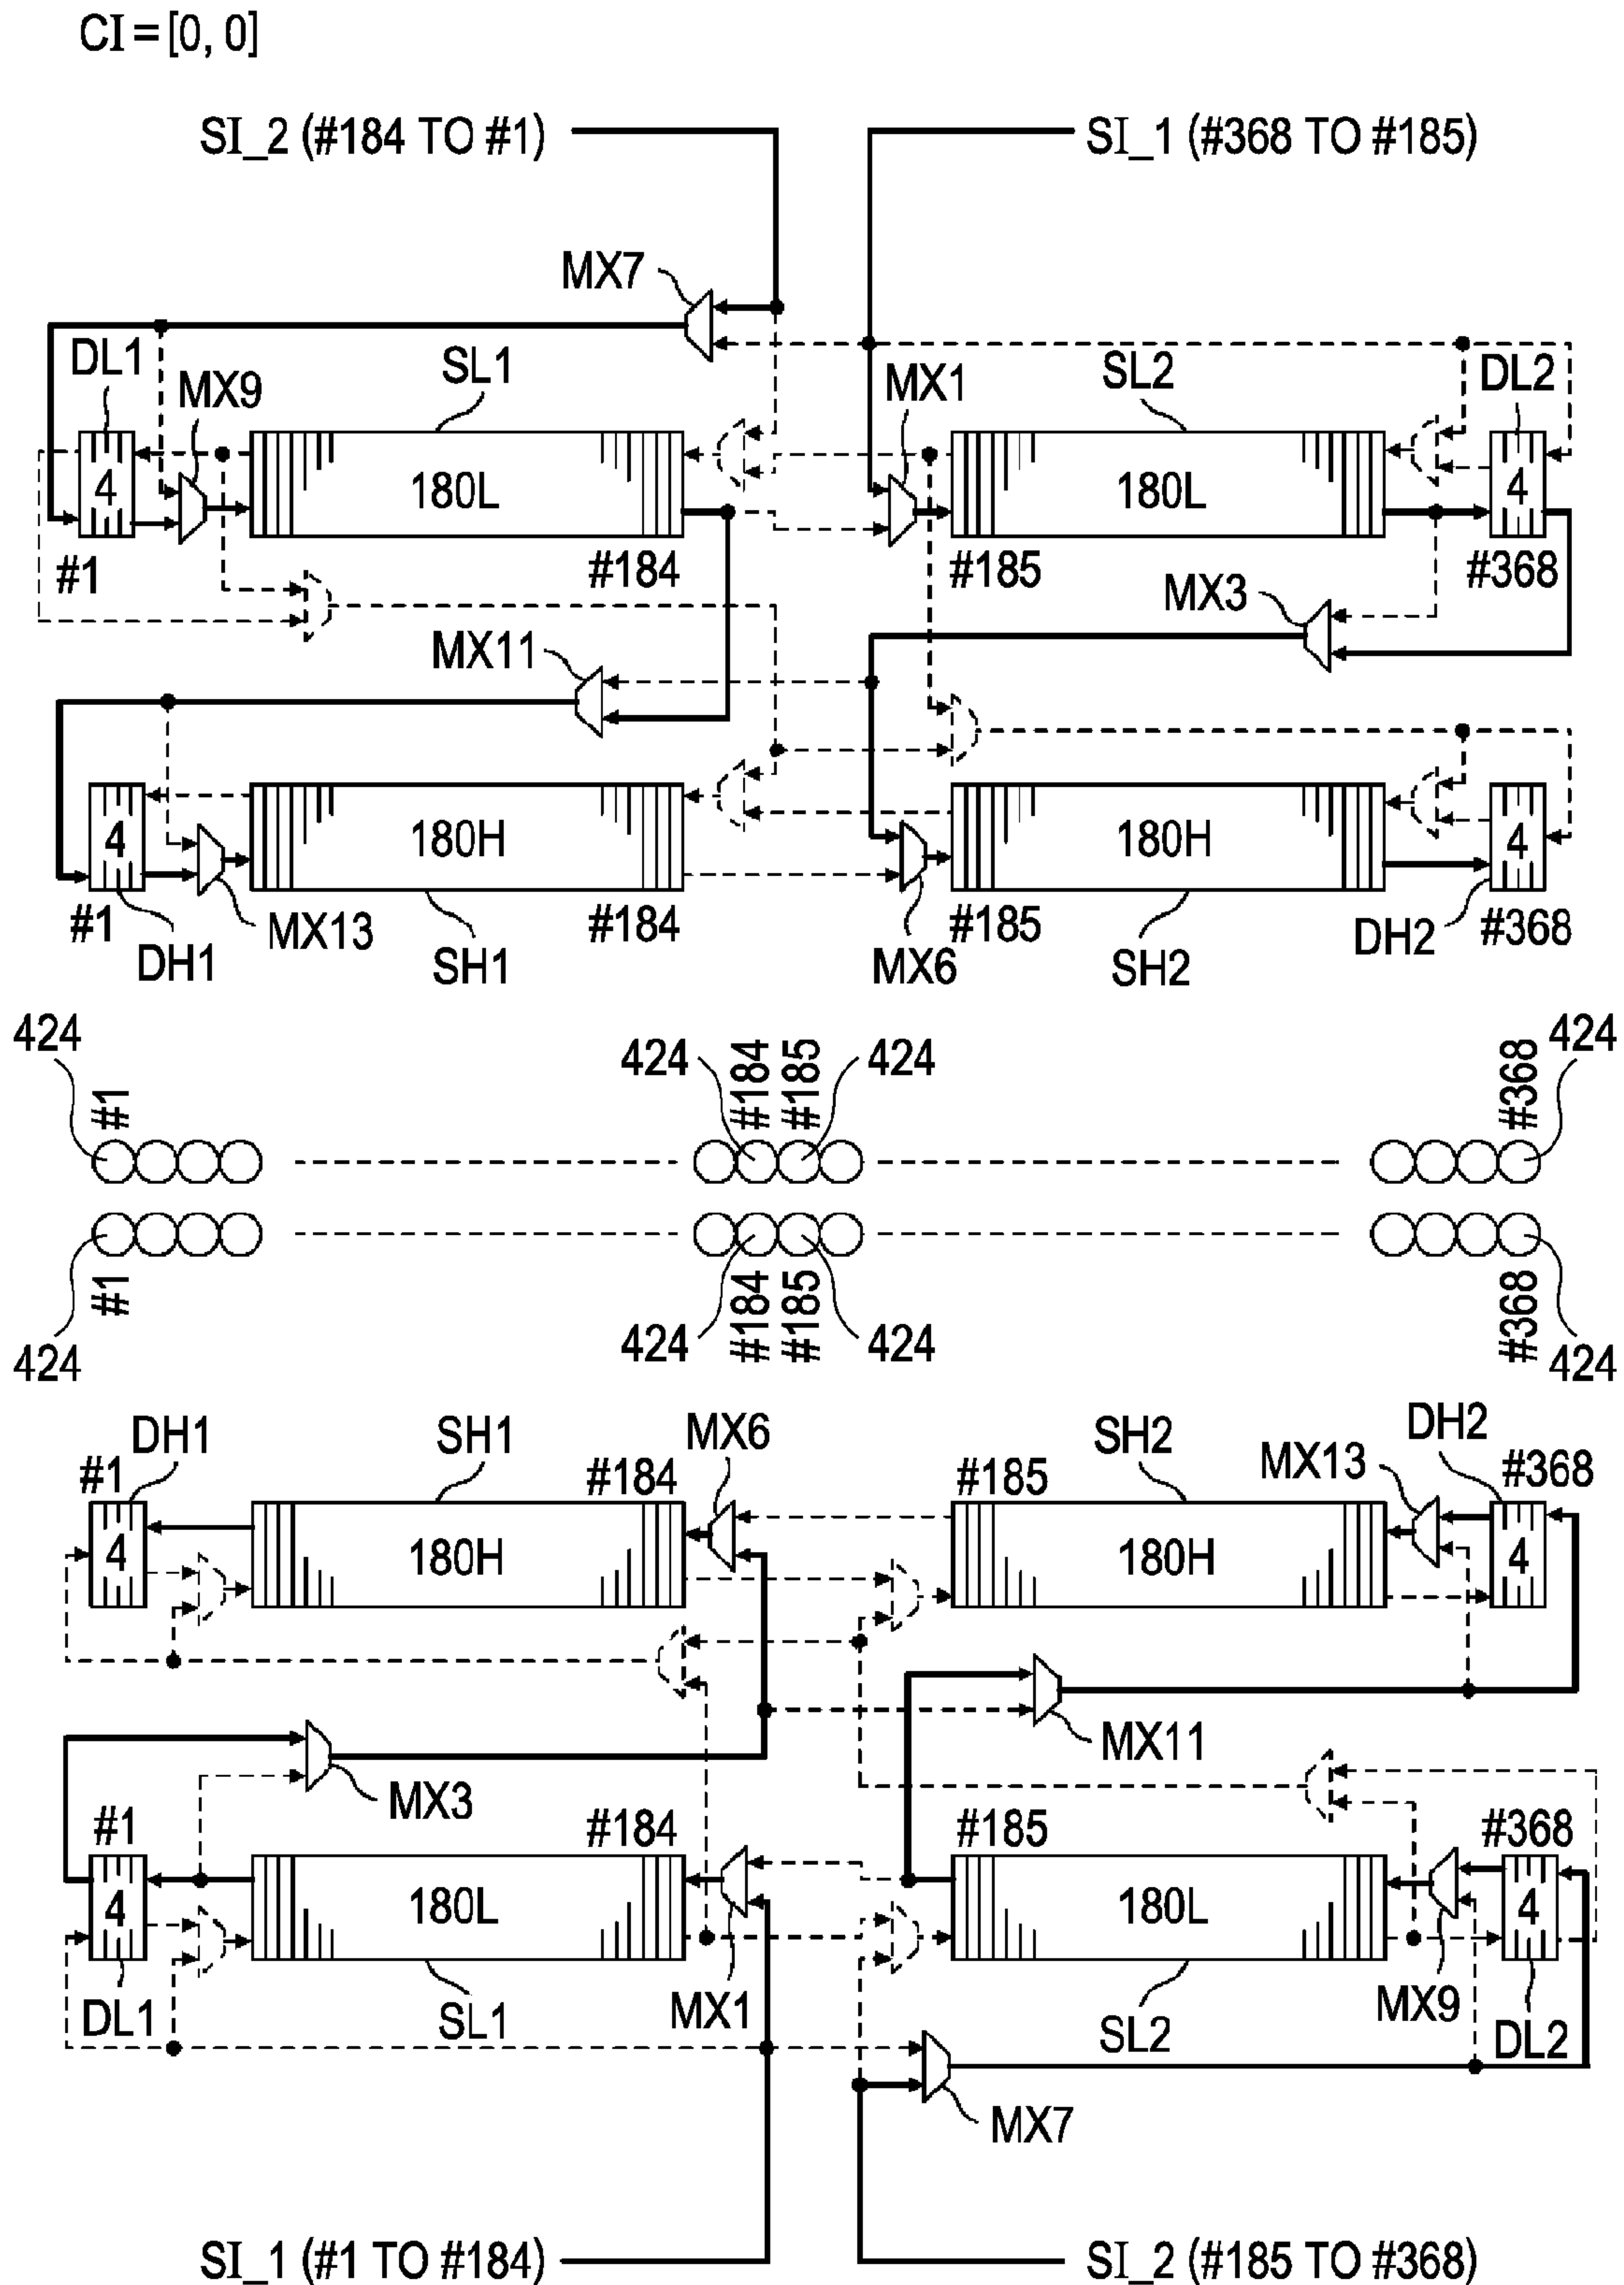 CI = [0, 0]
SI_2 (#184 TO #1)
SI_1 (#368 TO #185)
MX7
DL1
MX9
SL1
MX1
SL2
DL2
4
180L
180L
4
#1
#184
#185
#368
MX3
MX11
4
180H
180H
4
#1
MX13
#184
#185
#368
DH1
SH1
MX6
SH2
DH2
424
#1
424
#184
#185
424
#368
424
424
#1
424
#184
#185
424
#368
424
#1
DH1
SH1
#184
MX6
#185
SH2
MX13
DH2
#368
4
180H
180H
4
MX11
MX3
#1
#184
#185
#368
4
180L
180L
4
DL1
SL1
MX1
SL2
MX9
DL2
MX7
SI_1 (#1 TO #184)
SI_2 (#185 TO #368)